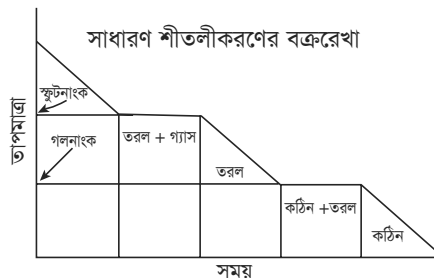 সাধারণ শীতলীকরণের বক্ররেখা
স্ফুটনাংক
গলনাংক
তরল + গ্যাস
তরল
কঠিন +তরল
কঠিন
তাপমাত্রা
সময়